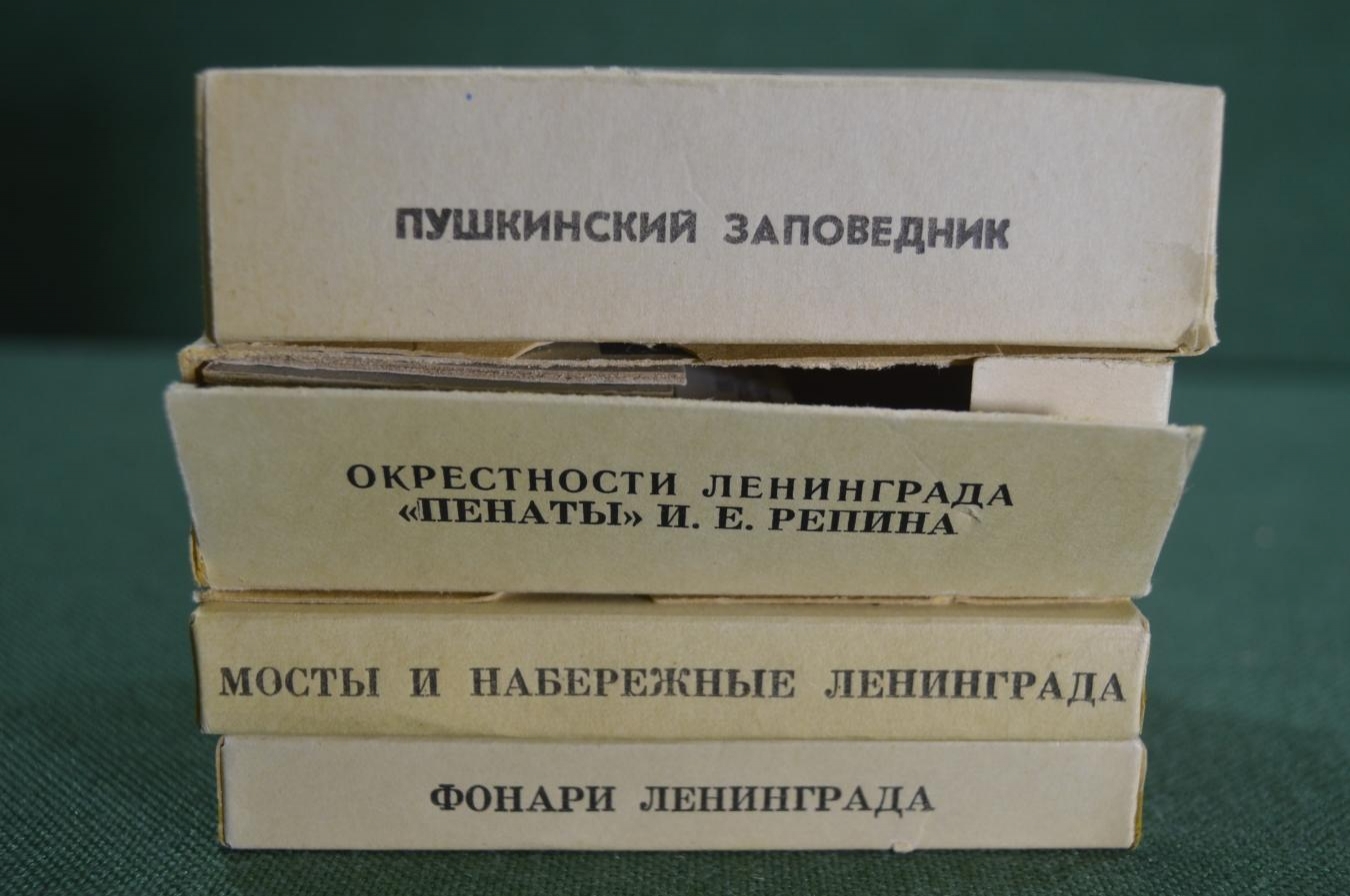 ПУШКИНСКИЙ ЗАПОВЕДНИК
ОКРЕСТНОСТИ ЛЕНИНГРАДА
«ПЕНАТЫ» И. Е. РЕПИНА
МОСТЫ И НАБЕРЕЖНЫЕ ЛЕНИНГРАДА
ФОНАРИ ЛЕНИНГРАДА